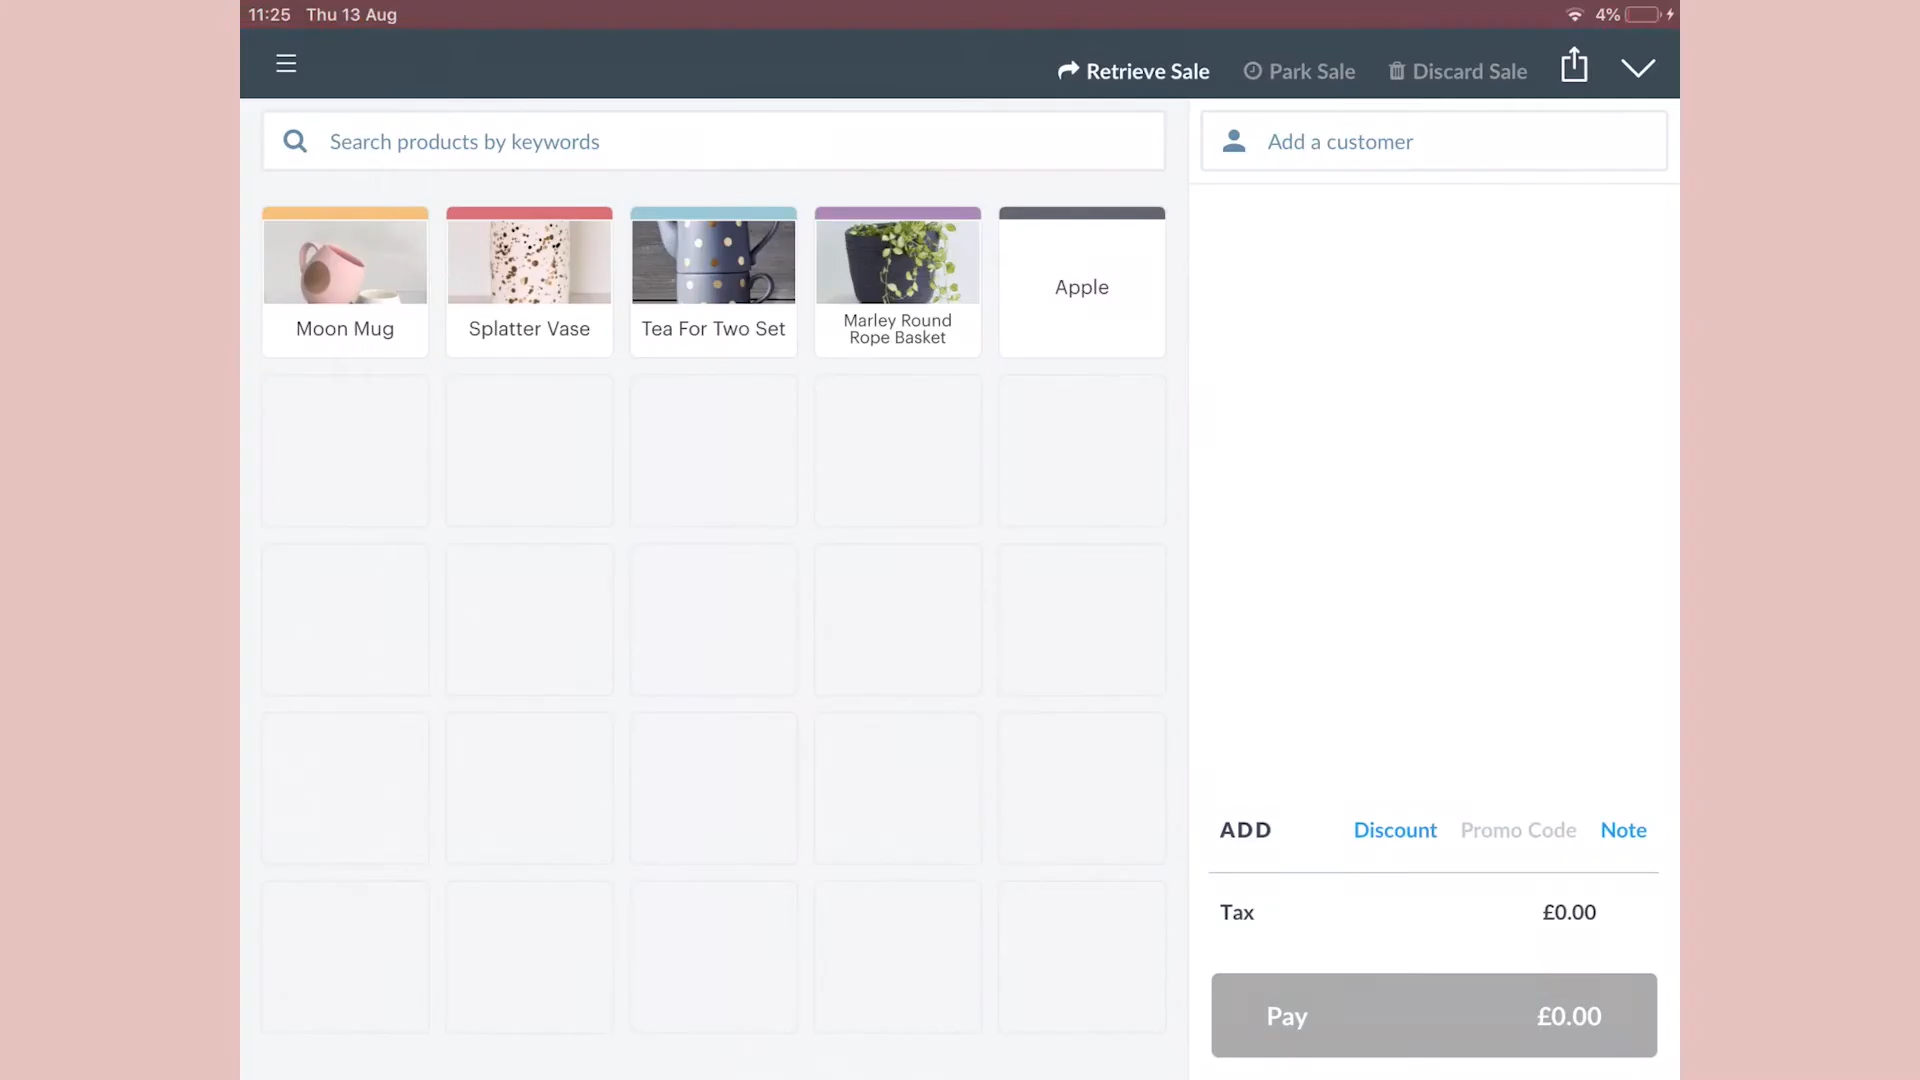 11:25 Thu 13 Aug 4%
Retrieve Sale Park Sale Discard Sale
Search products by keywords
Add a customer
Moon Mug
Splatter Vase
Tea For Two Set
Marley Round
Rope Basket
Apple
ADD Discount Promo Code Note
Tax £0.00
Pay £0.00